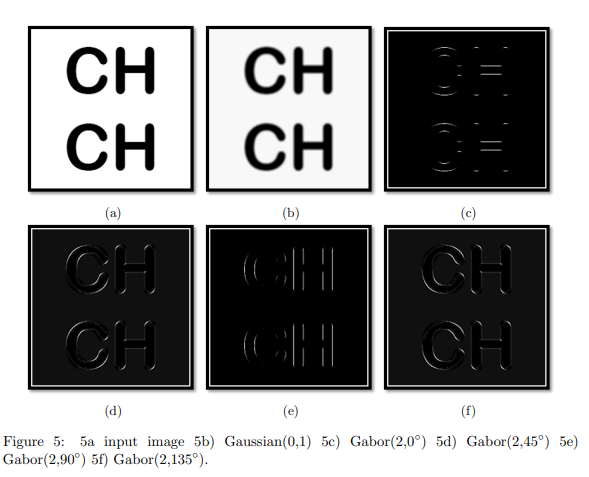 CH
CH
CH
CH
CH
CH
(a)
(b)
(c)
CH
CH
CH
CH
CH
CH
(d)
(e)
(f)
Figure 5: 5a input image 5b) Gaussian(0,1) 5c) Gabor(2,0°) 5d) Gabor(2,45°) 5e)
Gabor(2,90°) 5f) Gabor(2,135°).